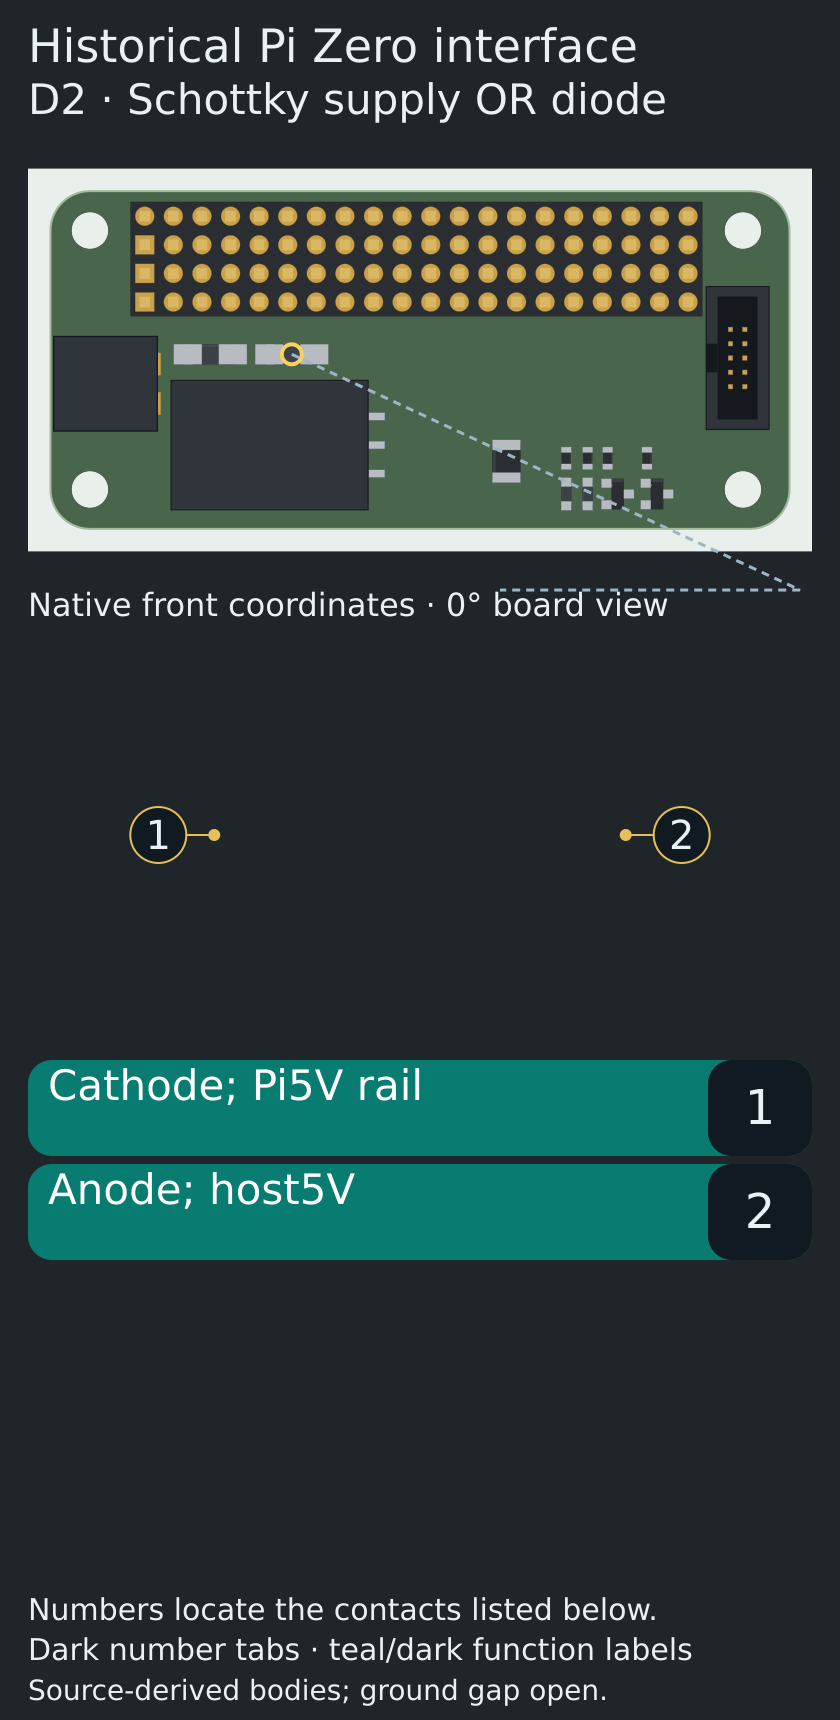 Historical Pi Zero interface
D2 · Schottky supply OR diode
Native front coordinates · 0° board view
1 2
Cathode; Pi5V rail 1
Anode; host5V 2
Numbers locate the contacts listed below.
Dark number tabs · teal/dark function labels
Source-derived bodies; ground gap open.